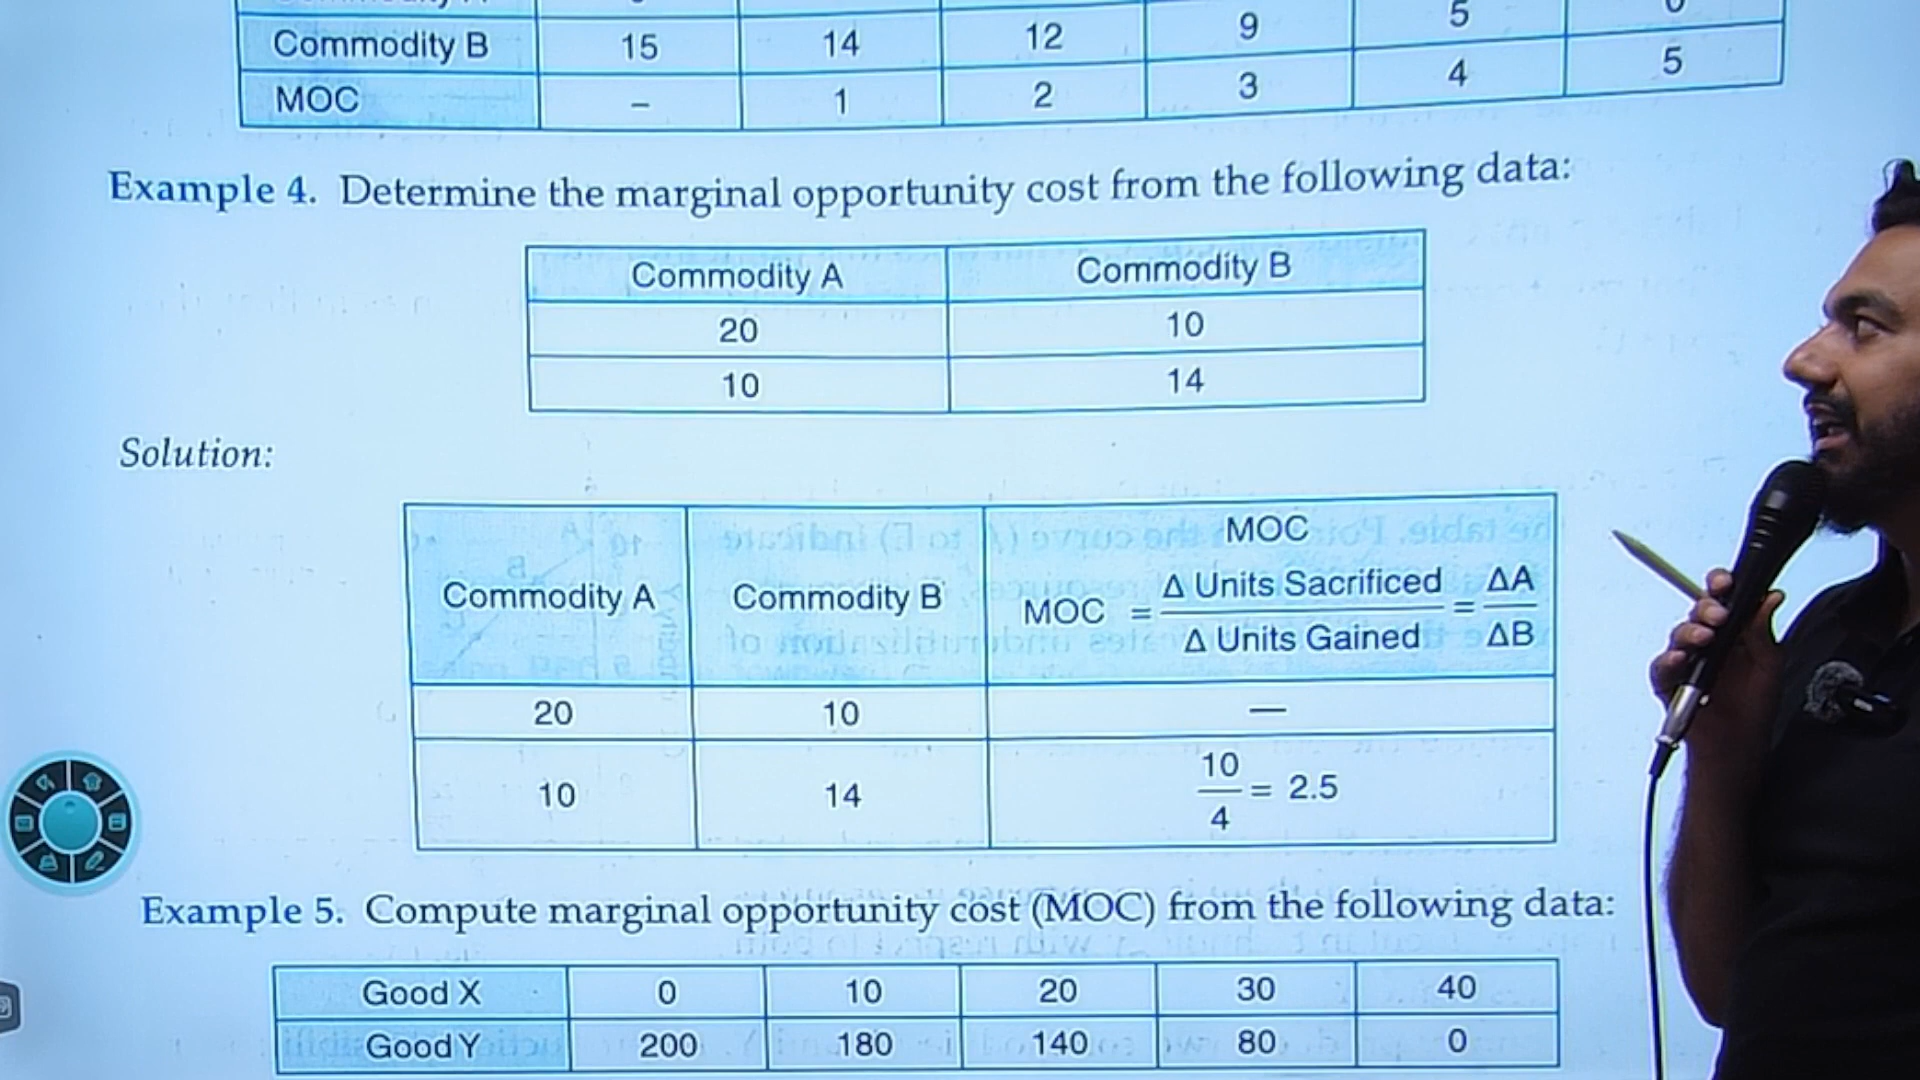 Commodity B 15 14 12 9 5 0
MOC – 1 2 3 4 5
Example 4. Determine the marginal opportunity cost from the following data:
Commodity A Commodity B
20 10
10 14
Solution:
Commodity A Commodity B MOC
MOC = Δ Units Sacrificed / Δ Units Gained = ΔA / ΔB
20 10 —
10 14 10/4 = 2.5
Example 5. Compute marginal opportunity cost (MOC) from the following data:
Good X 0 10 20 30 40
Good Y 200 180 140 80 0